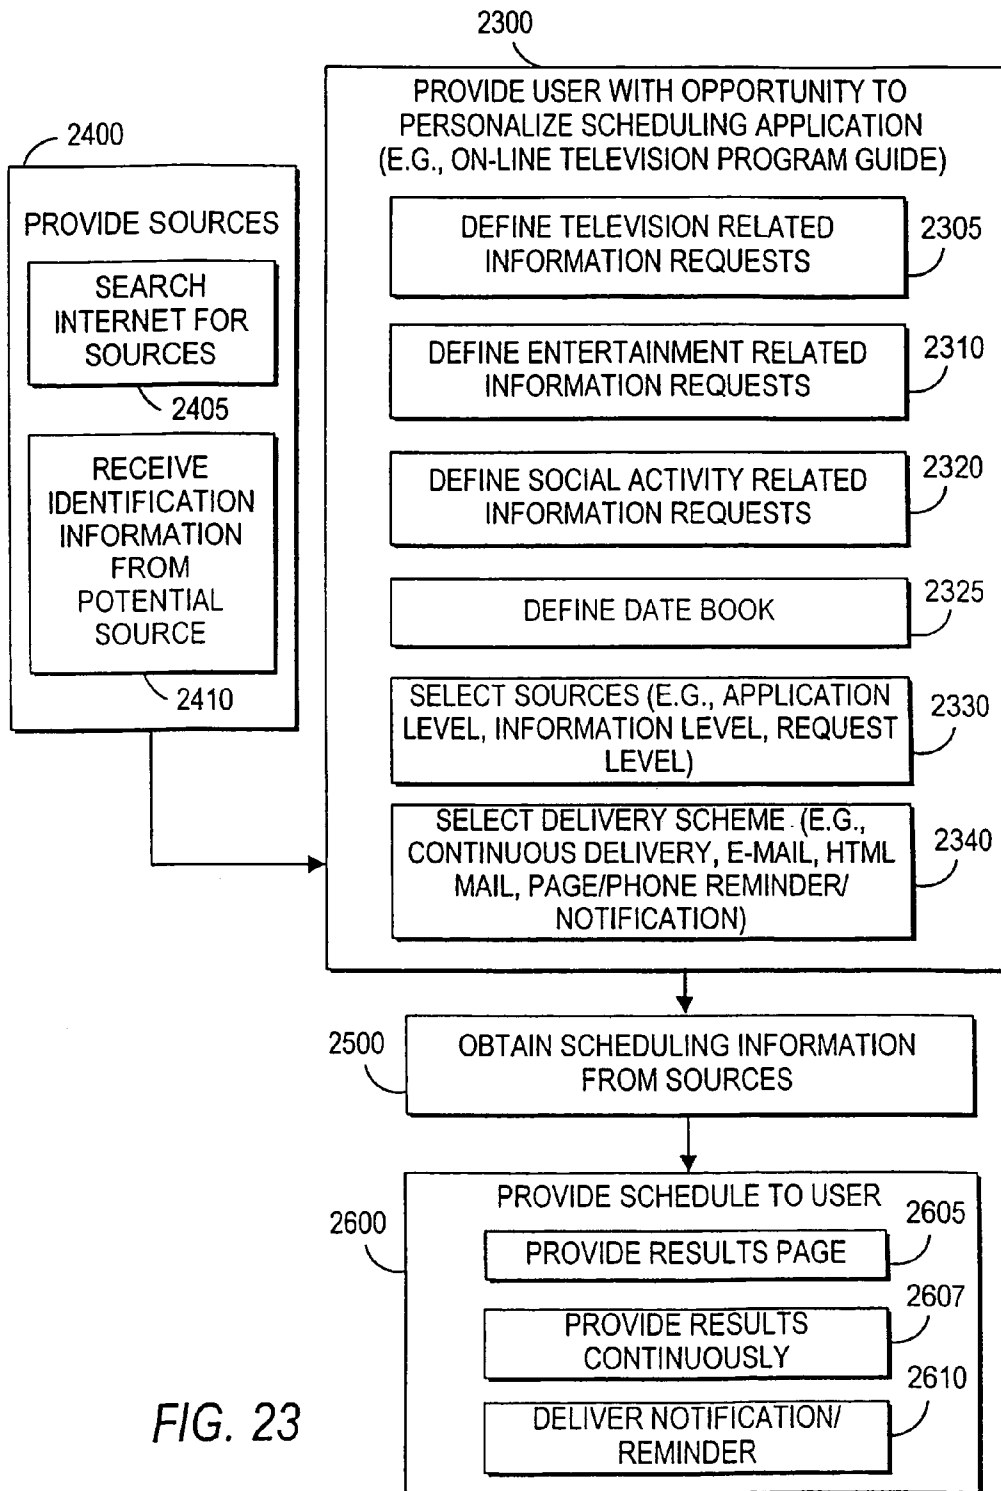 2300
PROVIDE USER WITH OPPORTUNITY TO
PERSONALIZE SCHEDULING APPLICATION
(E.G., ON-LINE TELEVISION PROGRAM GUIDE)
2400
PROVIDE SOURCES
SEARCH
INTERNET FOR
SOURCES
2405
RECEIVE
IDENTIFICATION
INFORMATION
FROM
POTENTIAL
SOURCE
2410
DEFINE TELEVISION RELATED
INFORMATION REQUESTS
2305
DEFINE ENTERTAINMENT RELATED
INFORMATION REQUESTS
2310
DEFINE SOCIAL ACTIVITY RELATED
INFORMATION REQUESTS
2320
DEFINE DATE BOOK
2325
SELECT SOURCES (E.G., APPLICATION
LEVEL, INFORMATION LEVEL, REQUEST
LEVEL)
2330
SELECT DELIVERY SCHEME (E.G.,
CONTINUOUS DELIVERY, E-MAIL, HTML
MAIL, PAGE/PHONE REMINDER/
NOTIFICATION)
2340
2500
OBTAIN SCHEDULING INFORMATION
FROM SOURCES
2600
PROVIDE SCHEDULE TO USER
PROVIDE RESULTS PAGE
2605
PROVIDE RESULTS
CONTINUOUSLY
2607
DELIVER NOTIFICATION/
REMINDER
2610
FIG. 23